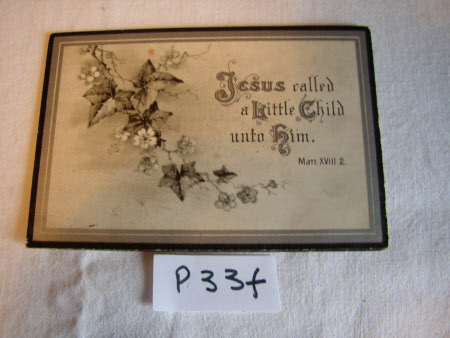 Jesus called
a Little Child
unto Him.
Matt XVIII 2.
P33f